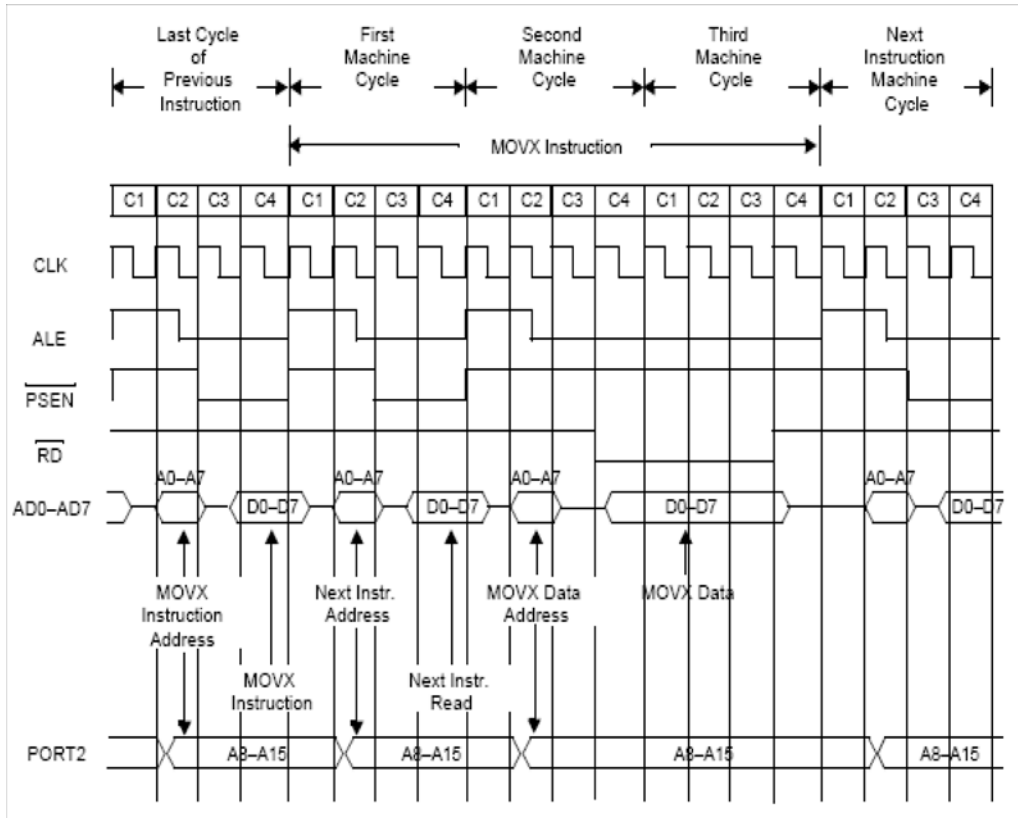 Last Cycle
of
Previous
Instruction
First
Machine
Cycle
Second
Machine
Cycle
Third
Machine
Cycle
Next
Instruction
Machine
Cycle
MOVX Instruction
C1 C2 C3 C4 C1 C2 C3 C4 C1 C2 C3 C4 C1 C2 C4 C1 C2 C3 C4
CLK
ALE
PSEN
RD
A0–A7 A0–A7 A0–A7 A0–A7
AD0–AD7 D0–D7 D0–D7 D0–D7 D0–D7
MOVX
Instruction
Address
Next Instr.
Address
MOVX Data
Address
MOVX Data
MOVX
Instruction
Next Instr.
Read
PORT2 A8–A15 A8–A15 A8–A15 A8–A15